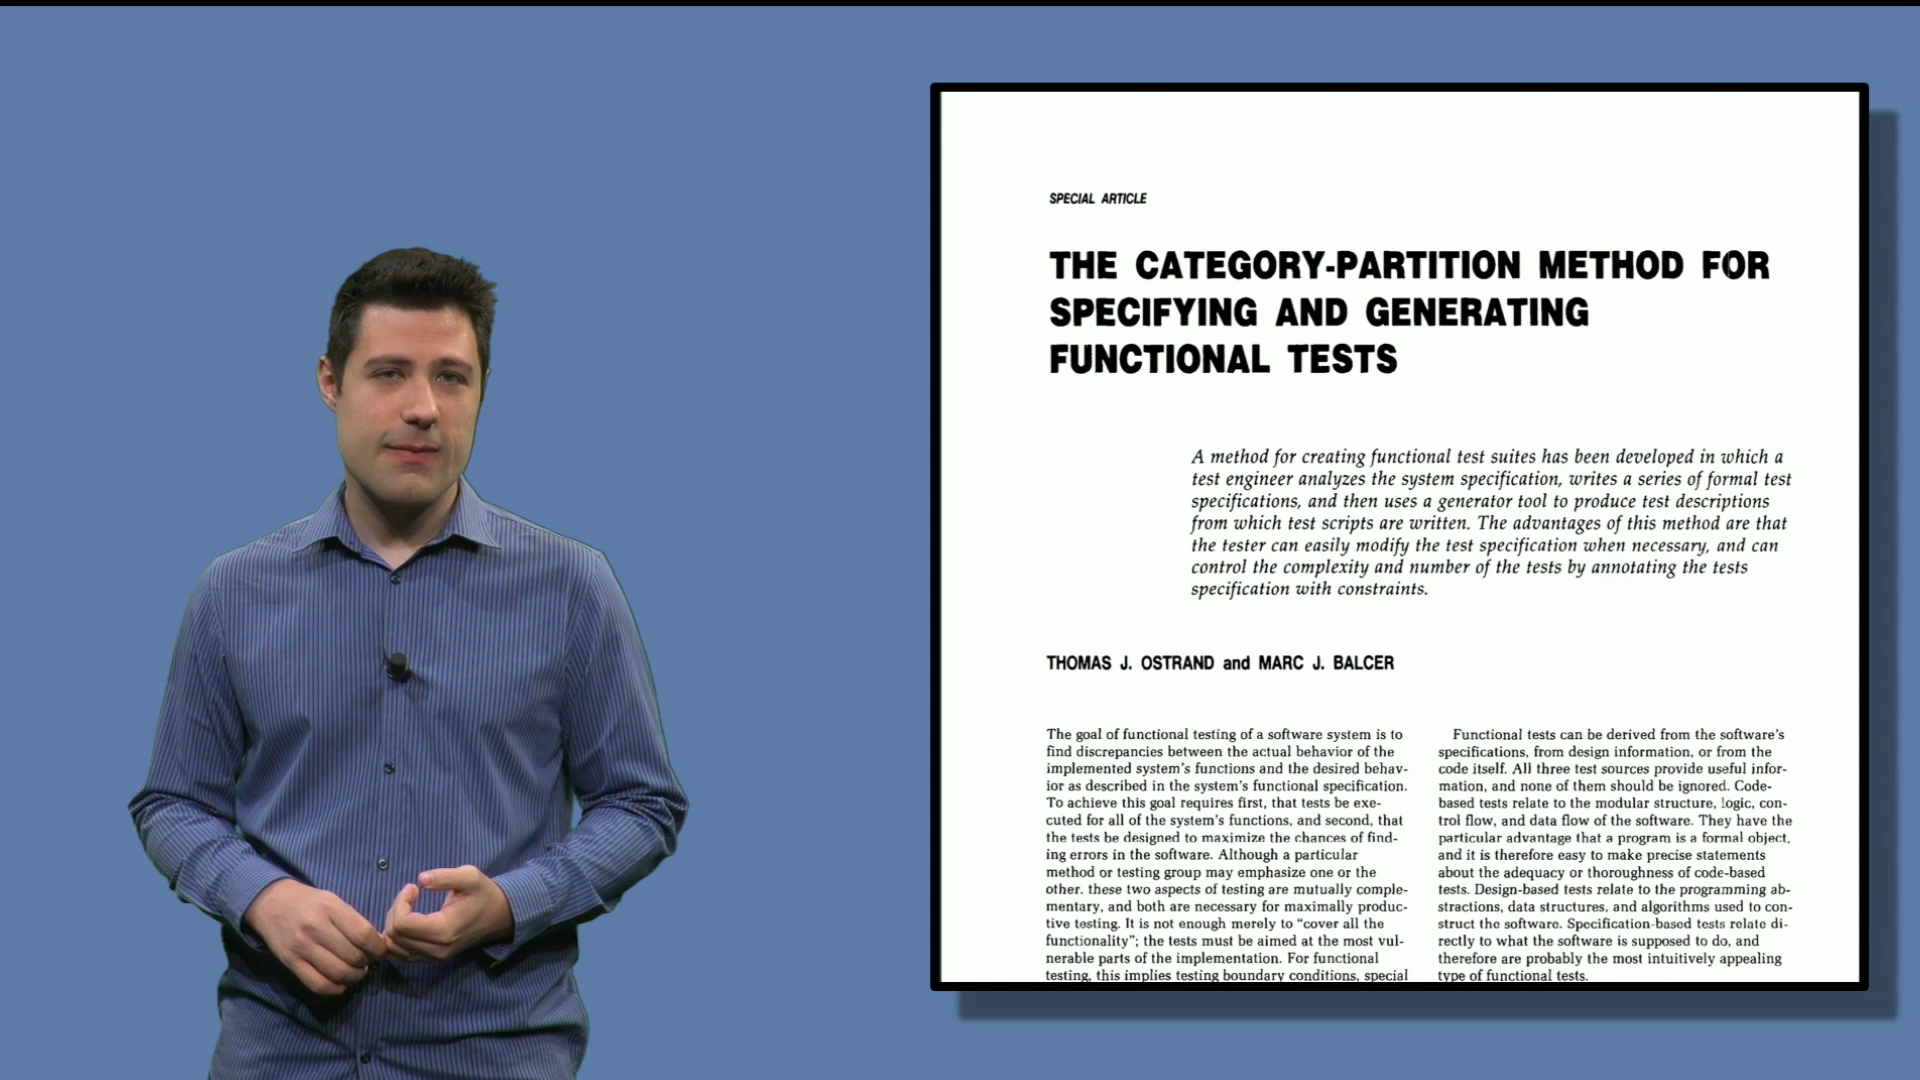 SPECIAL ARTICLE
THE CATEGORY-PARTITION METHOD FOR
SPECIFYING AND GENERATING
FUNCTIONAL TESTS
A method for creating functional test suites has been developed in which a
test engineer analyzes the system specification, writes a series of formal test
specifications, and then uses a generator tool to produce test descriptions
from which test scripts are written. The advantages of this method are that
the tester can easily modify the test specification when necessary, and can
control the complexity and number of the tests by annotating the tests
specification with constraints.
THOMAS J. OSTRAND and MARC J. BALCER
The goal of functional testing of a software system is to
find discrepancies between the actual behavior of the
implemented system's functions and the desired behav-
ior as described in the system's functional specification.
To achieve this goal requires first, that tests be exe-
cuted for all of the system's functions, and second, that
the tests be designed to maximize the chances of find-
ing errors in the software. Although a particular
method or testing group may emphasize one or the
other, these two aspects of testing are mutually comple-
mentary, and both are necessary for maximally produc-
tive testing. It is not enough merely to "cover all the
functionality"; the tests must be aimed at the most vul-
nerable parts of the implementation. For functional
testing, this implies testing boundary conditions, special
Functional tests can be derived from the software's
specifications, from design information, or from the
code itself. All three test sources provide useful infor-
mation, and none of them should be ignored. Code-
based tests relate to the modular structure, logic, con-
trol flow, and data flow of the software. They have the
particular advantage that a program is a formal object,
and it is therefore easy to make precise statements
about the adequacy or thoroughness of code-based
tests. Design-based tests relate to the programming ab-
stractions, data structures, and algorithms used to con-
struct the software. Specification-based tests relate di-
rectly to what the software is supposed to do, and
therefore are probably the most intuitively appealing
type of functional tests.